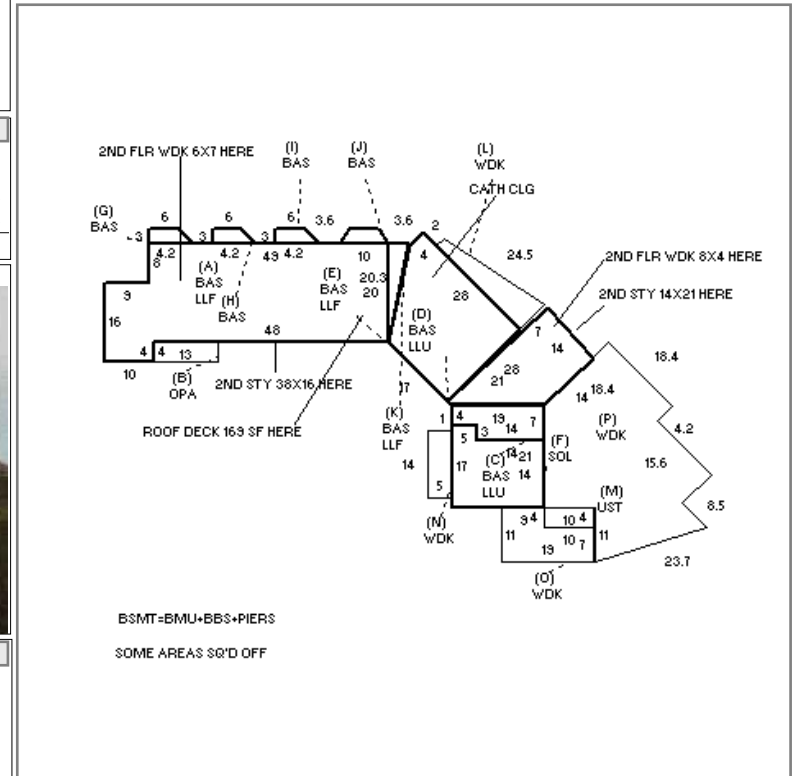 2ND FLR WDK 6X7 HERE
(I)
BAS
(J)
BAS
(L)
WDK
CATH CLG
(G)
BAS
3
6
3
6
3
6
3.6
3.6
2
24.5
2ND FLR WDK 8X4 HERE
2ND STY 14X21 HERE
4.2
4.2
49
4.2
10
4
8
(A)
BAS
LLF
(H)
BAS
(E)
BAS
LLF
20.3
20
28
(D)
BAS
LLU
9
16
48
4
4
13
10
(B)
OPA
2ND STY 38X16 HERE
ROOF DECK 169 SF HERE
17
(K)
BAS
LLF
7
14
28
21
14
18.4
18.4
(P)
WDK
4.2
15.6
8.5
23.7
1
4
19
7
3
14
5
(F)
SOL
17
(C)
BAS
LLU
14
21
14
14
5
(N)
WDK
(M)
UST
9
4
10
4
11
10
7
11
19
(O)
WDK
BSMT=BMU+BBS+PIERS
SOME AREAS SQ'D OFF